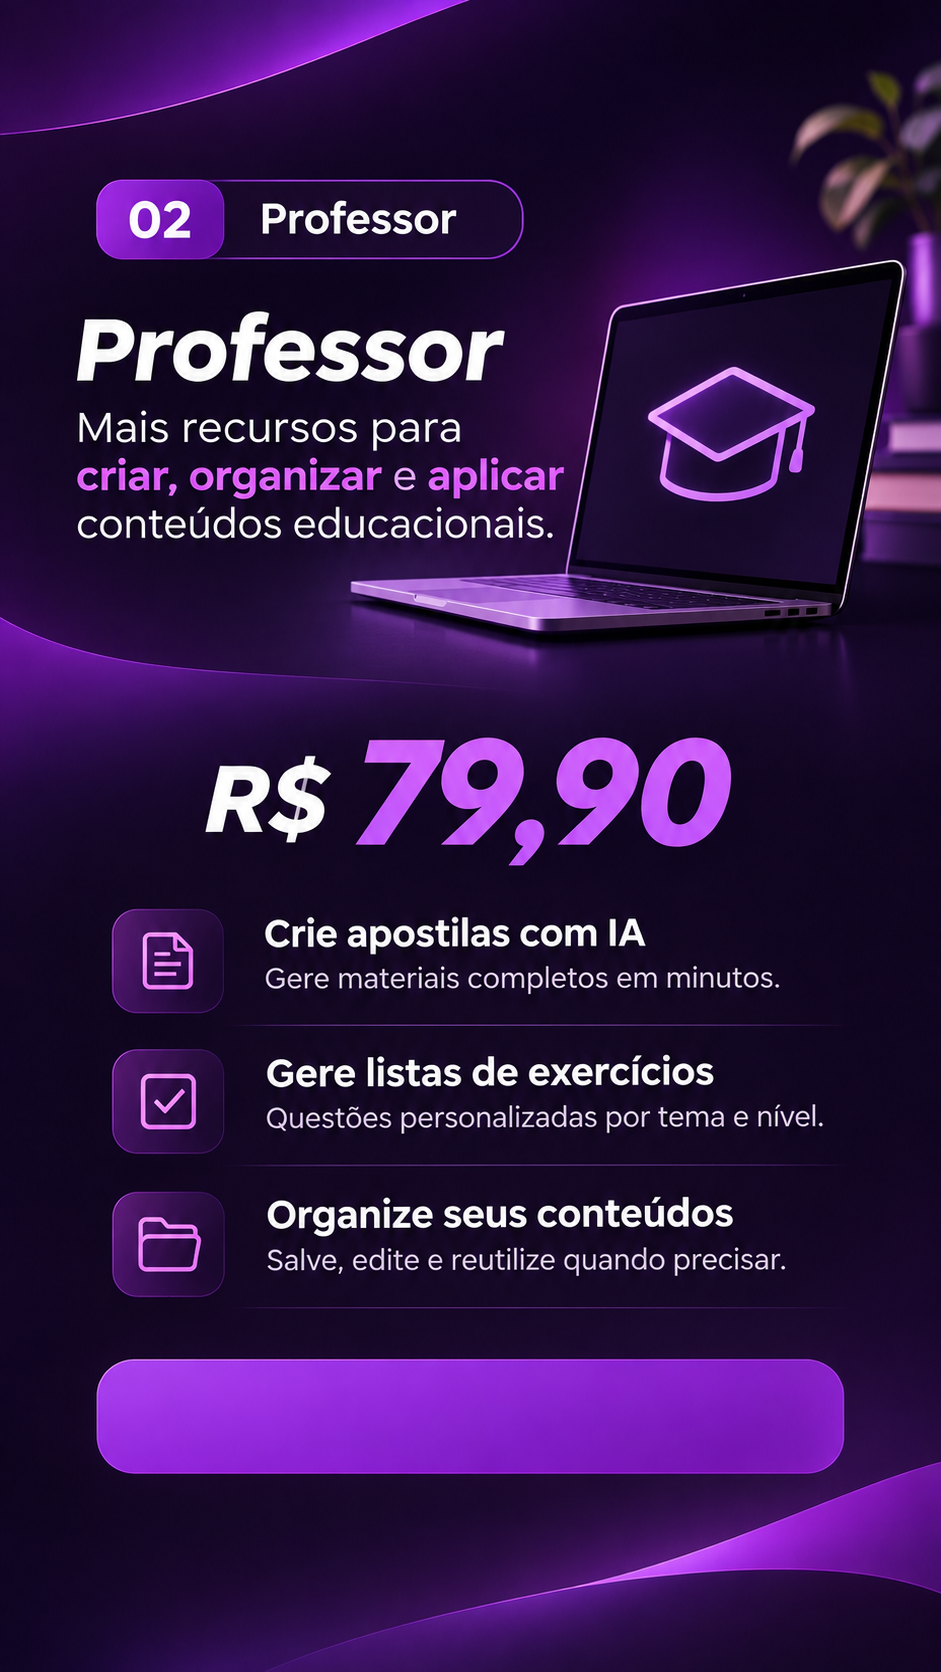 02 Professor
Professor
Mais recursos para
criar, organizar e aplicar
conteúdos educacionais.
R$ 79,90
Crie apostilas com IA
Gere materiais completos em minutos.
Gere listas de exercícios
Questões personalizadas por tema e nível.
Organize seus conteúdos
Salve, edite e reutilize quando precisar.